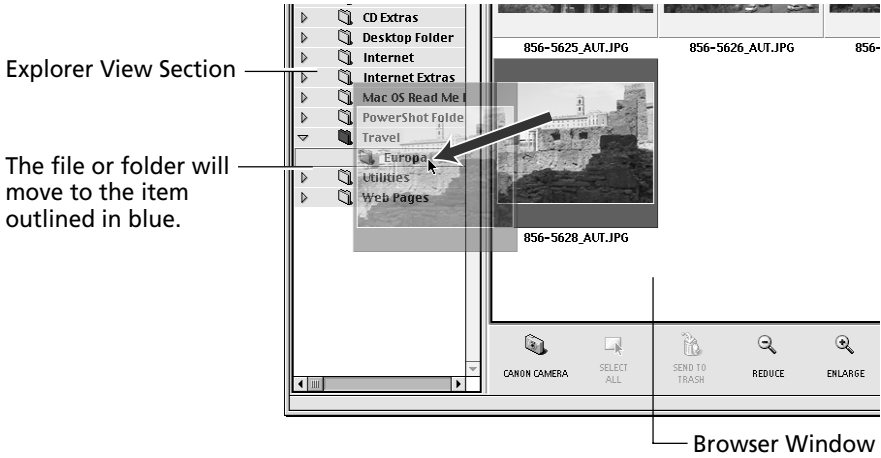 CD Extras
Desktop Folder
Internet
Internet Extras
Mac OS Read Me
PowerShot Folde
Travel
Europa
Utilities
Web Pages
Explorer View Section
The file or folder will
move to the item
outlined in blue.
856-5625_AUT.JPG
856-5626_AUT.JPG
856-
856-5628_AUT.JPG
CANON CAMERA
SELECT
ALL
SEND TO
TRASH
REDUCE
ENLARGE
Browser Window